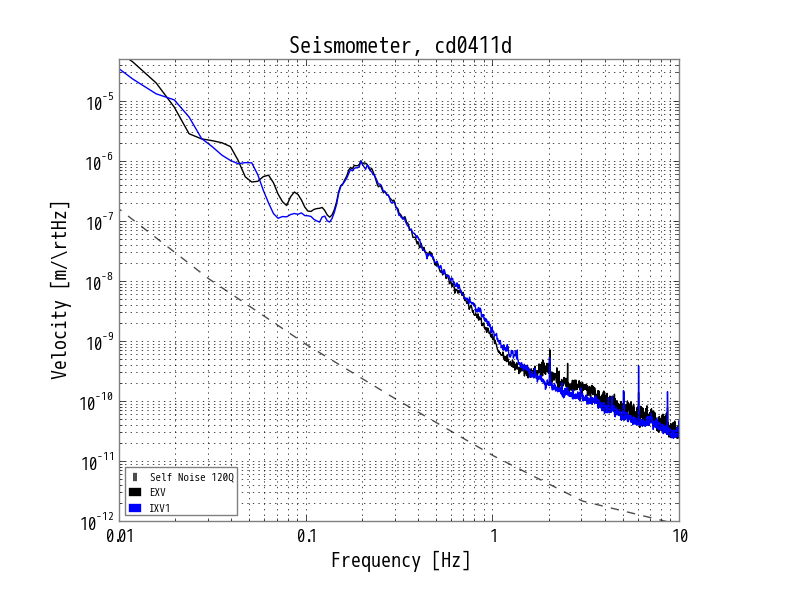 Seismometer, cd0411d
Velocity [m/\rtHz]
10-5
10-6
10-7
10-8
10-9
10-10
10-11
10-12
Self Noise 120Q
EXV
IXV1
0.01
0.1
1
10
Frequency [Hz]